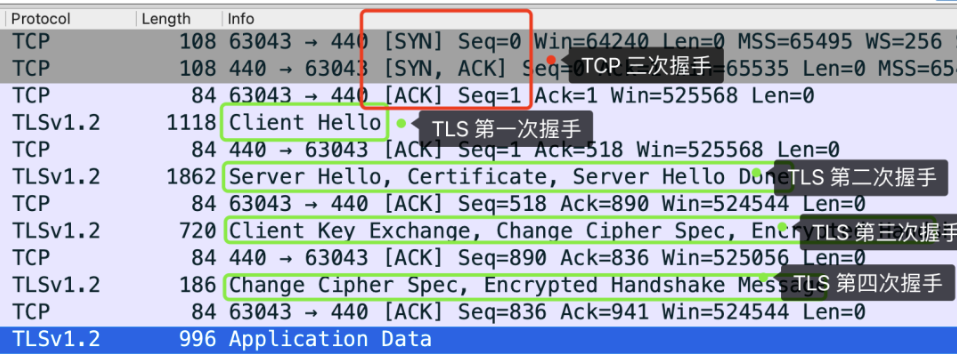 Protocol Length Info
TCP 108 63043 → 440 [SYN] Seq=0 Win=64240 Len=0 MSS=65495 WS=256
TCP 108 440 → 63043 [SYN, ACK] Seq=0 65535 Len=0 MSS=65
TCP 三次握手
TCP 84 63043 → 440 [ACK] Seq=1 Ack=1 Win=525568 Len=0
TLSv1.2 1118 Client Hello
TLS 第一次握手
TCP 84 440 → 63043 [ACK] Seq=1 Ack=518 Win=525568 Len=0
TLSv1.2 1862 Server Hello, Certificate, Server Hello Done
TLS 第二次握手
TCP 84 63043 → 440 [ACK] Seq=518 Ack=890 Win=524544 Len=0
TLSv1.2 720 Client Key Exchange, Change Cipher Spec,
TLS 第三次握手
TCP 84 440 → 63043 [ACK] Seq=890 Ack=836 Win=525056 Len=0
TLSv1.2 186 Change Cipher Spec, Encrypted Handshake Message
TLS 第四次握手
TCP 84 63043 → 440 [ACK] Seq=836 Ack=941 Win=524544 Len=0
TLSv1.2 996 Application Data